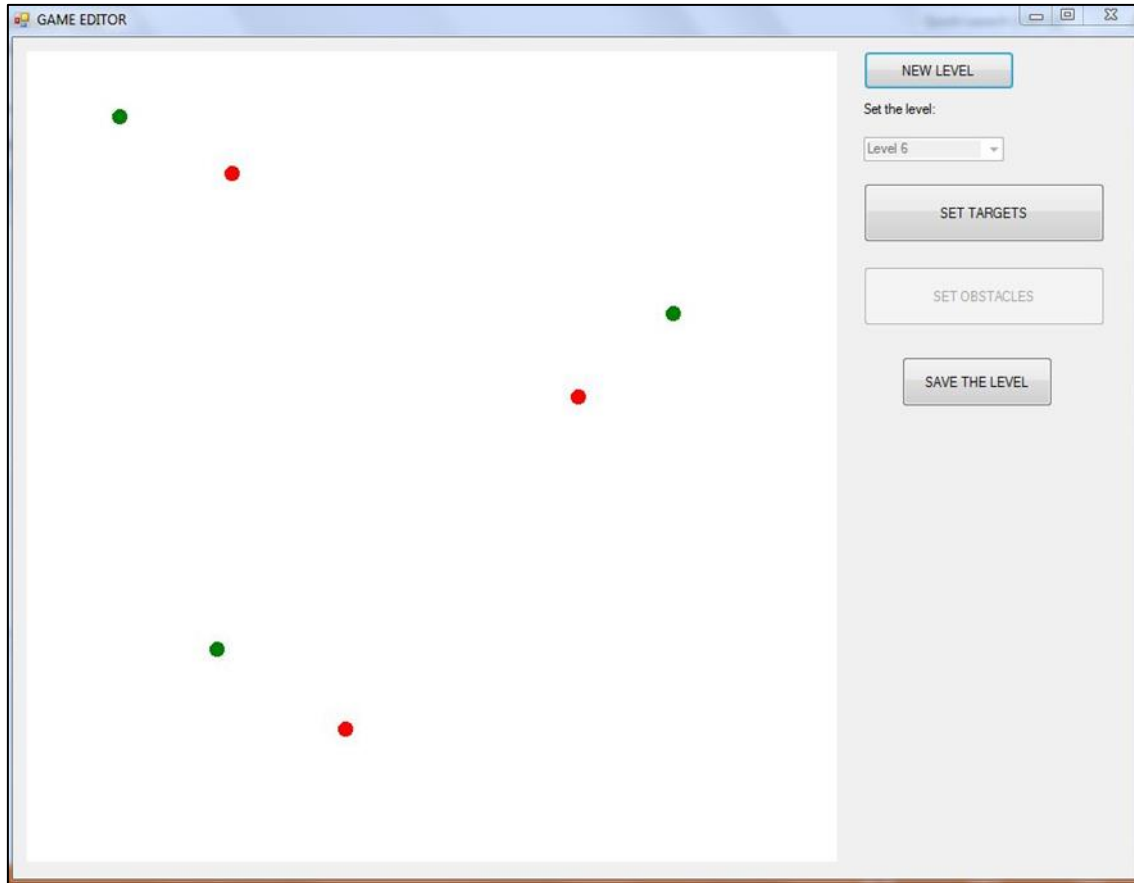 GAME EDITOR
NEW LEVEL
Set the level:
Level 6
SET TARGETS
SET OBSTACLES
SAVE THE LEVEL